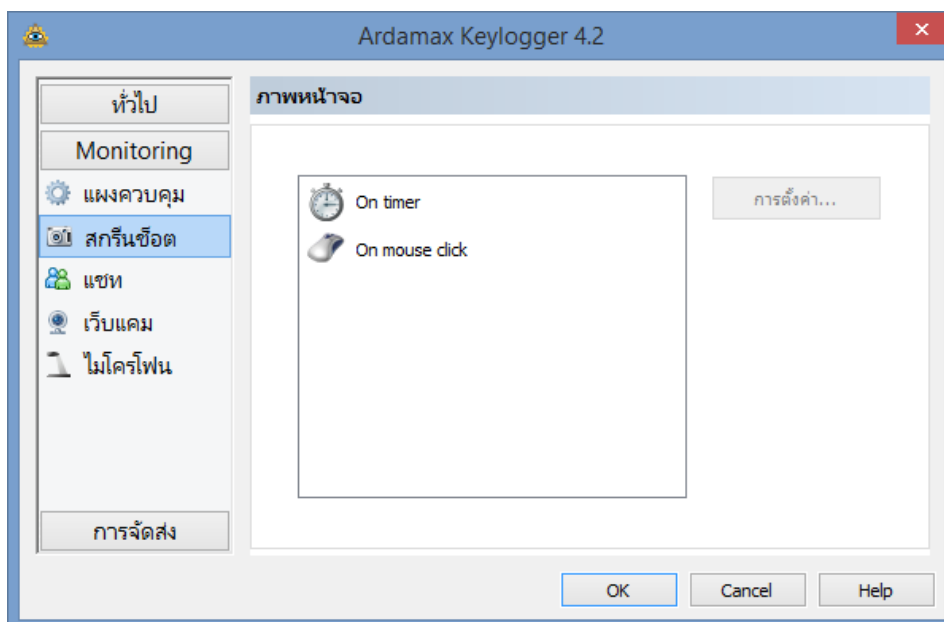 Ardamax Keylogger 4.2
ทั่วไป
Monitoring
แผงควบคุม
สกรีนช็อต
แชท
เว็บแคม
ไมโครโฟน
การจัดส่ง
ภาพหน้าจอ
On timer
On mouse click
การตั้งค่า...
OK
Cancel
Help